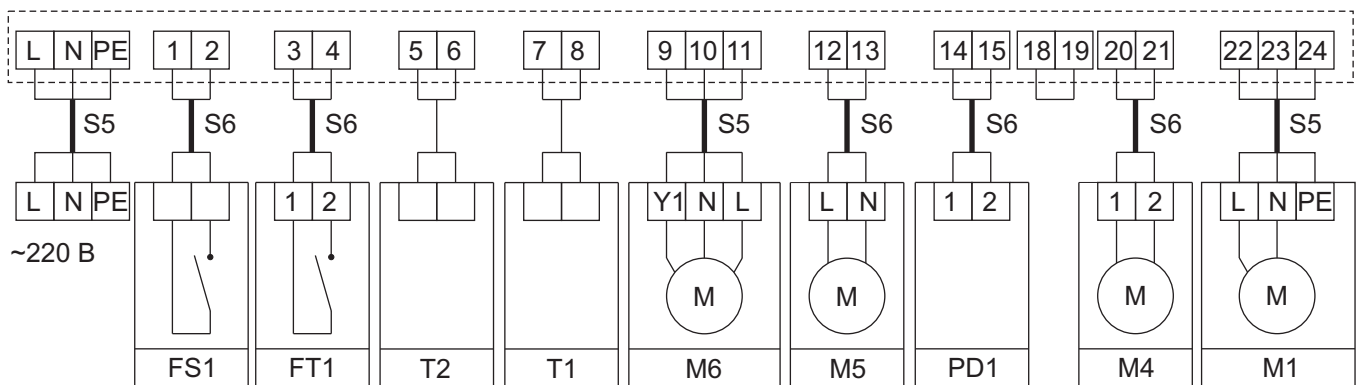 L N PE 1 2 3 4 5 6 7 8 9 10 11 12 13 14 15 18 19 20 21 22 23 24
S5 S6 S6 S5 S6 S6 S6 S5
L N PE 1 2 Y1 N L L N 1 2 1 2 L N PE
~220 В
M M M M
FS1 FT1 T2 T1 M6 M5 PD1 M4 M1